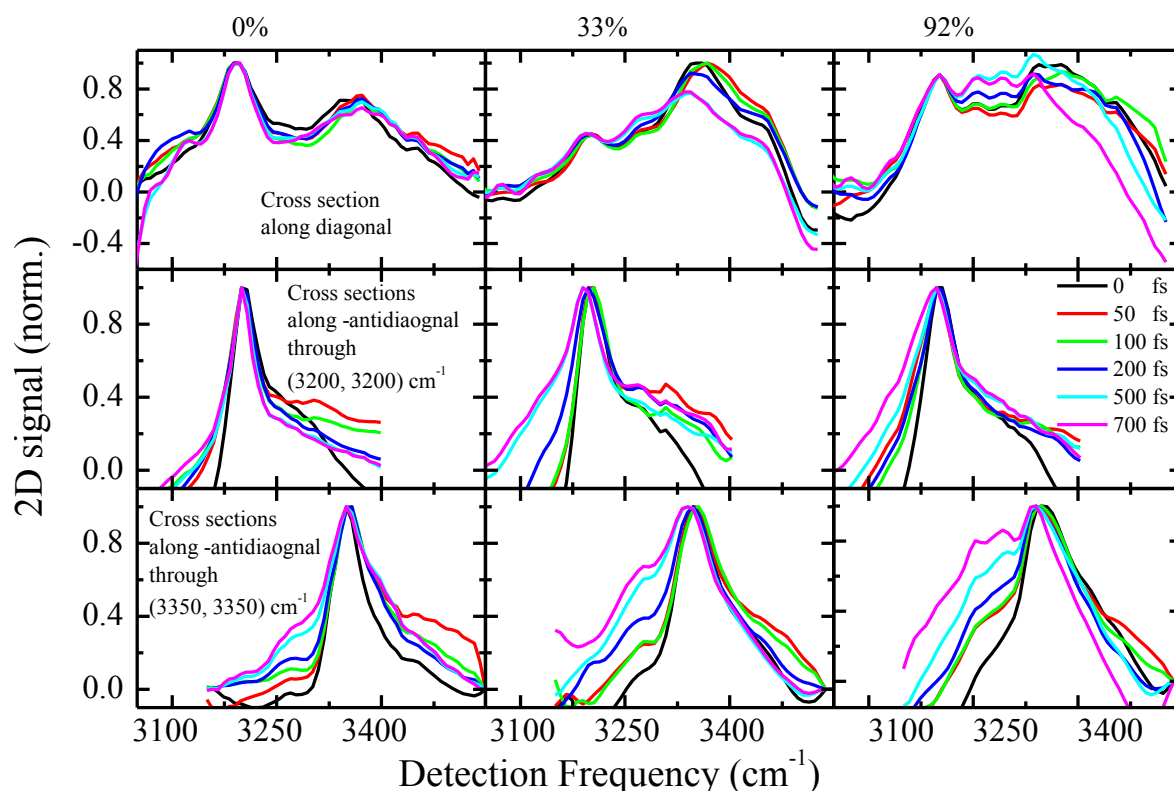 0% 33% 92%
0.8
0.4
0.0
-0.4
Cross section
along diagonal
2D signal (norm.)
0.8
0.4
0.0
Cross sections
along -antidiaognal
through
(3200, 3200) cm-1
0 fs
50 fs
100 fs
200 fs
500 fs
700 fs
0.8
0.4
0.0
Cross sections
along -antidiaognal
through
(3350, 3350) cm-1
3100 3250 3400 3100 3250 3400 3100 3250 3400
Detection Frequency (cm-1)